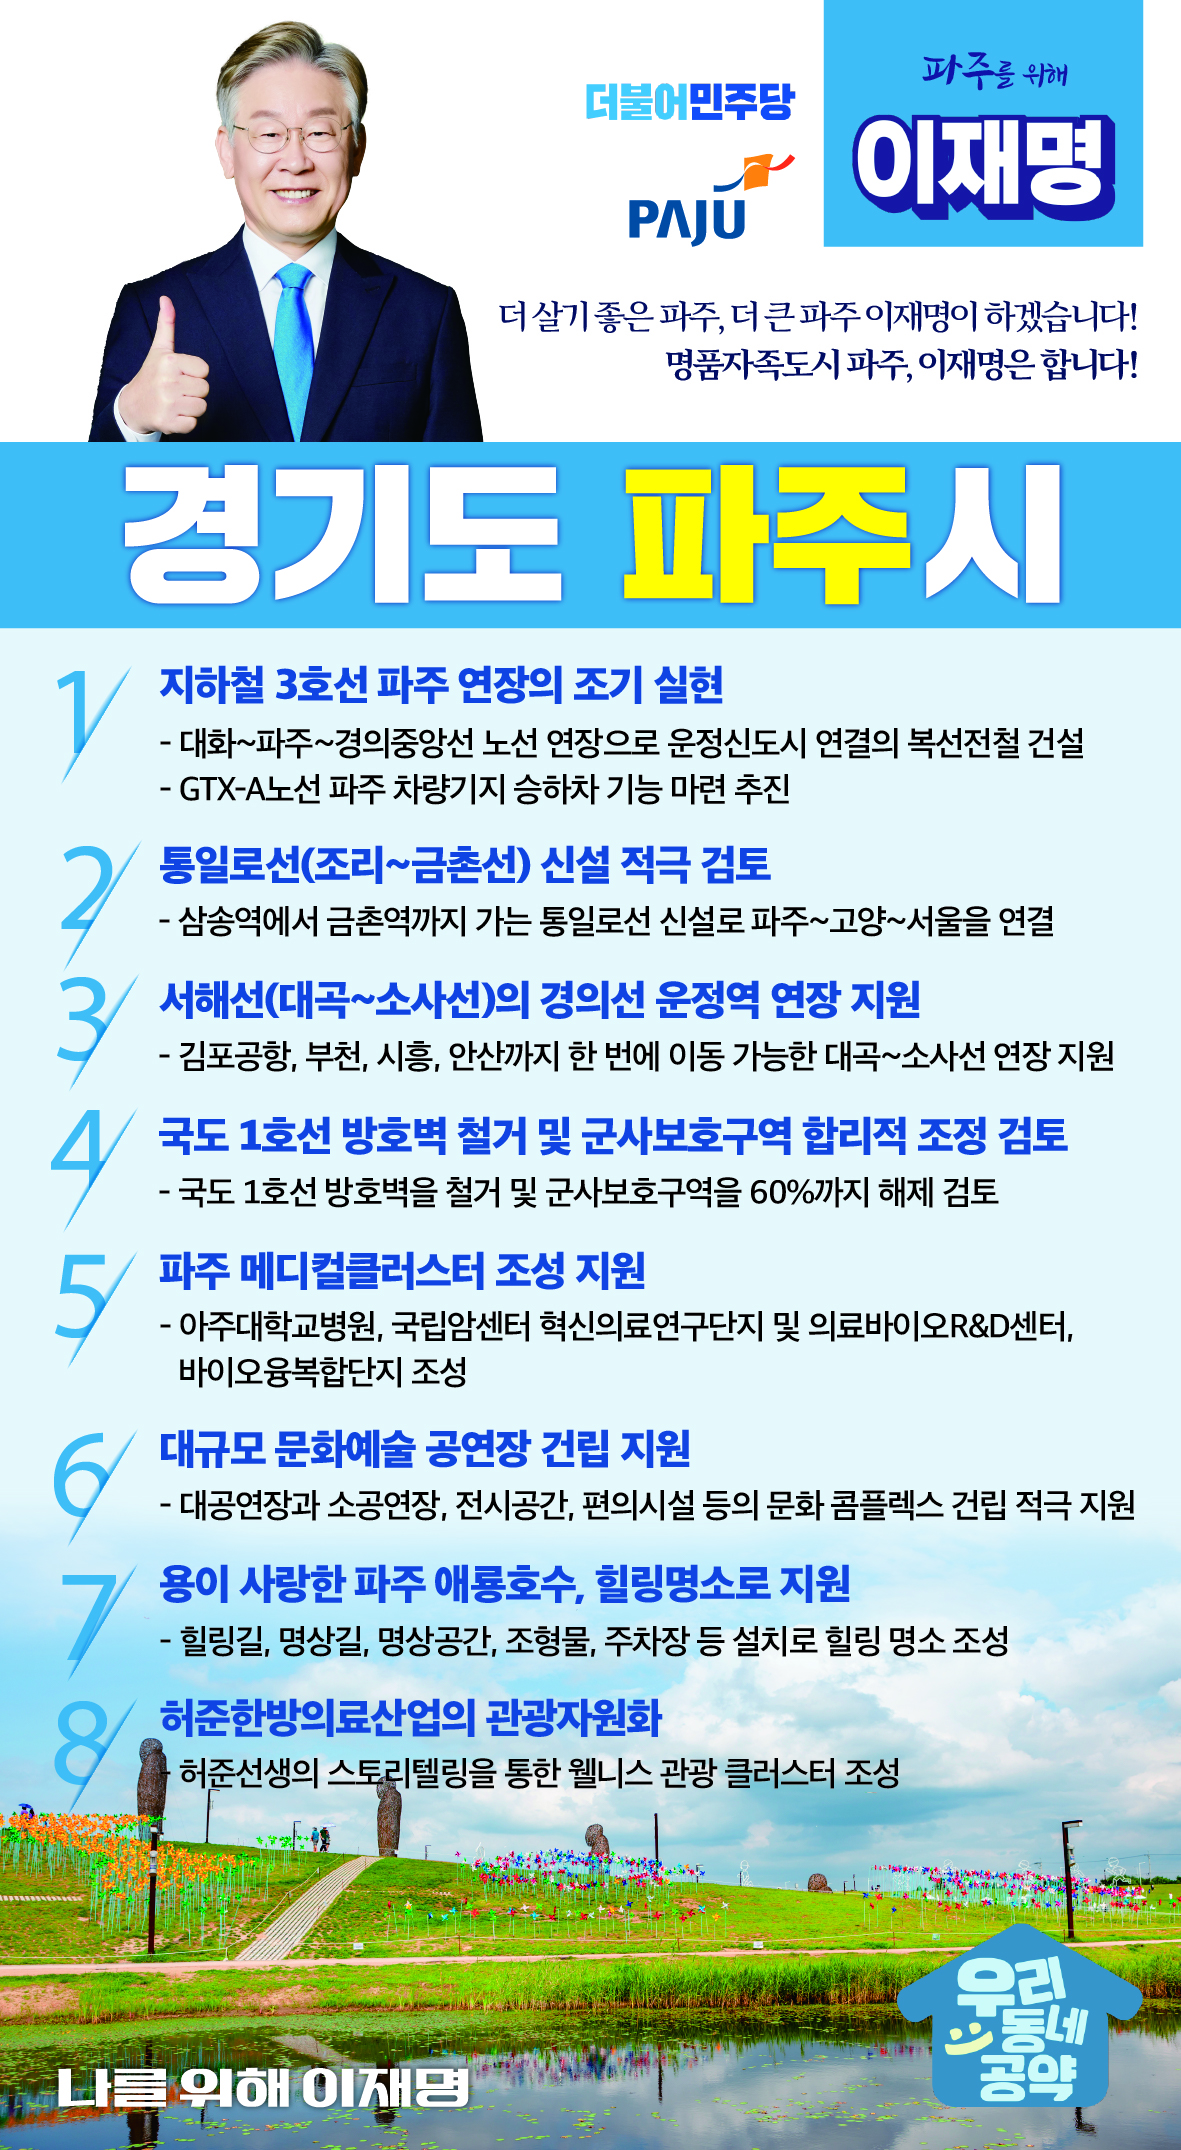 더불어민주당
PAJU
파주를 위해
이재명
더 살기 좋은 파주, 더 큰 파주 이재명이 하겠습니다!
명품자족도시 파주, 이재명은 합니다!
경기도 파주시
1 지하철 3호선 파주 연장의 조기 실현
- 대화~파주~경의중앙선 노선 연장으로 운정신도시 연결의 복선전철 건설
- GTX-A노선 파주 차량기지 승하차 기능 마련 추진
2 통일로선(조리~금촌선) 신설 적극 검토
- 삼송역에서 금촌역까지 가는 통일로선 신설로 파주~고양~서울을 연결
3 서해선(대곡~소사선)의 경의선 운정역 연장 지원
- 김포공항, 부천, 시흥, 안산까지 한 번에 이동 가능한 대곡~소사선 연장 지원
4 국도 1호선 방호벽 철거 및 군사보호구역 합리적 조정 검토
- 국도 1호선 방호벽을 철거 및 군사보호구역을 60%까지 해제 검토
5 파주 메디컬클러스터 조성 지원
- 아주대학교병원, 국립암센터 혁신의료연구단지 및 의료바이오R&D센터,
바이오융복합단지 조성
6 대규모 문화예술 공연장 건립 지원
- 대공연장과 소공연장, 전시공간, 편의시설 등의 문화 콤플렉스 건립 적극 지원
7 용이 사랑한 파주 애룡호수, 힐링명소로 지원
- 힐링길, 명상길, 명상공간, 조형물, 주차장 등 설치로 힐링 명소 조성
8 허준한방의료산업의 관광자원화
- 허준선생의 스토리텔링을 통한 웰니스 관광 클러스터 조성
우리
동네
공약
나를 위해 이재명